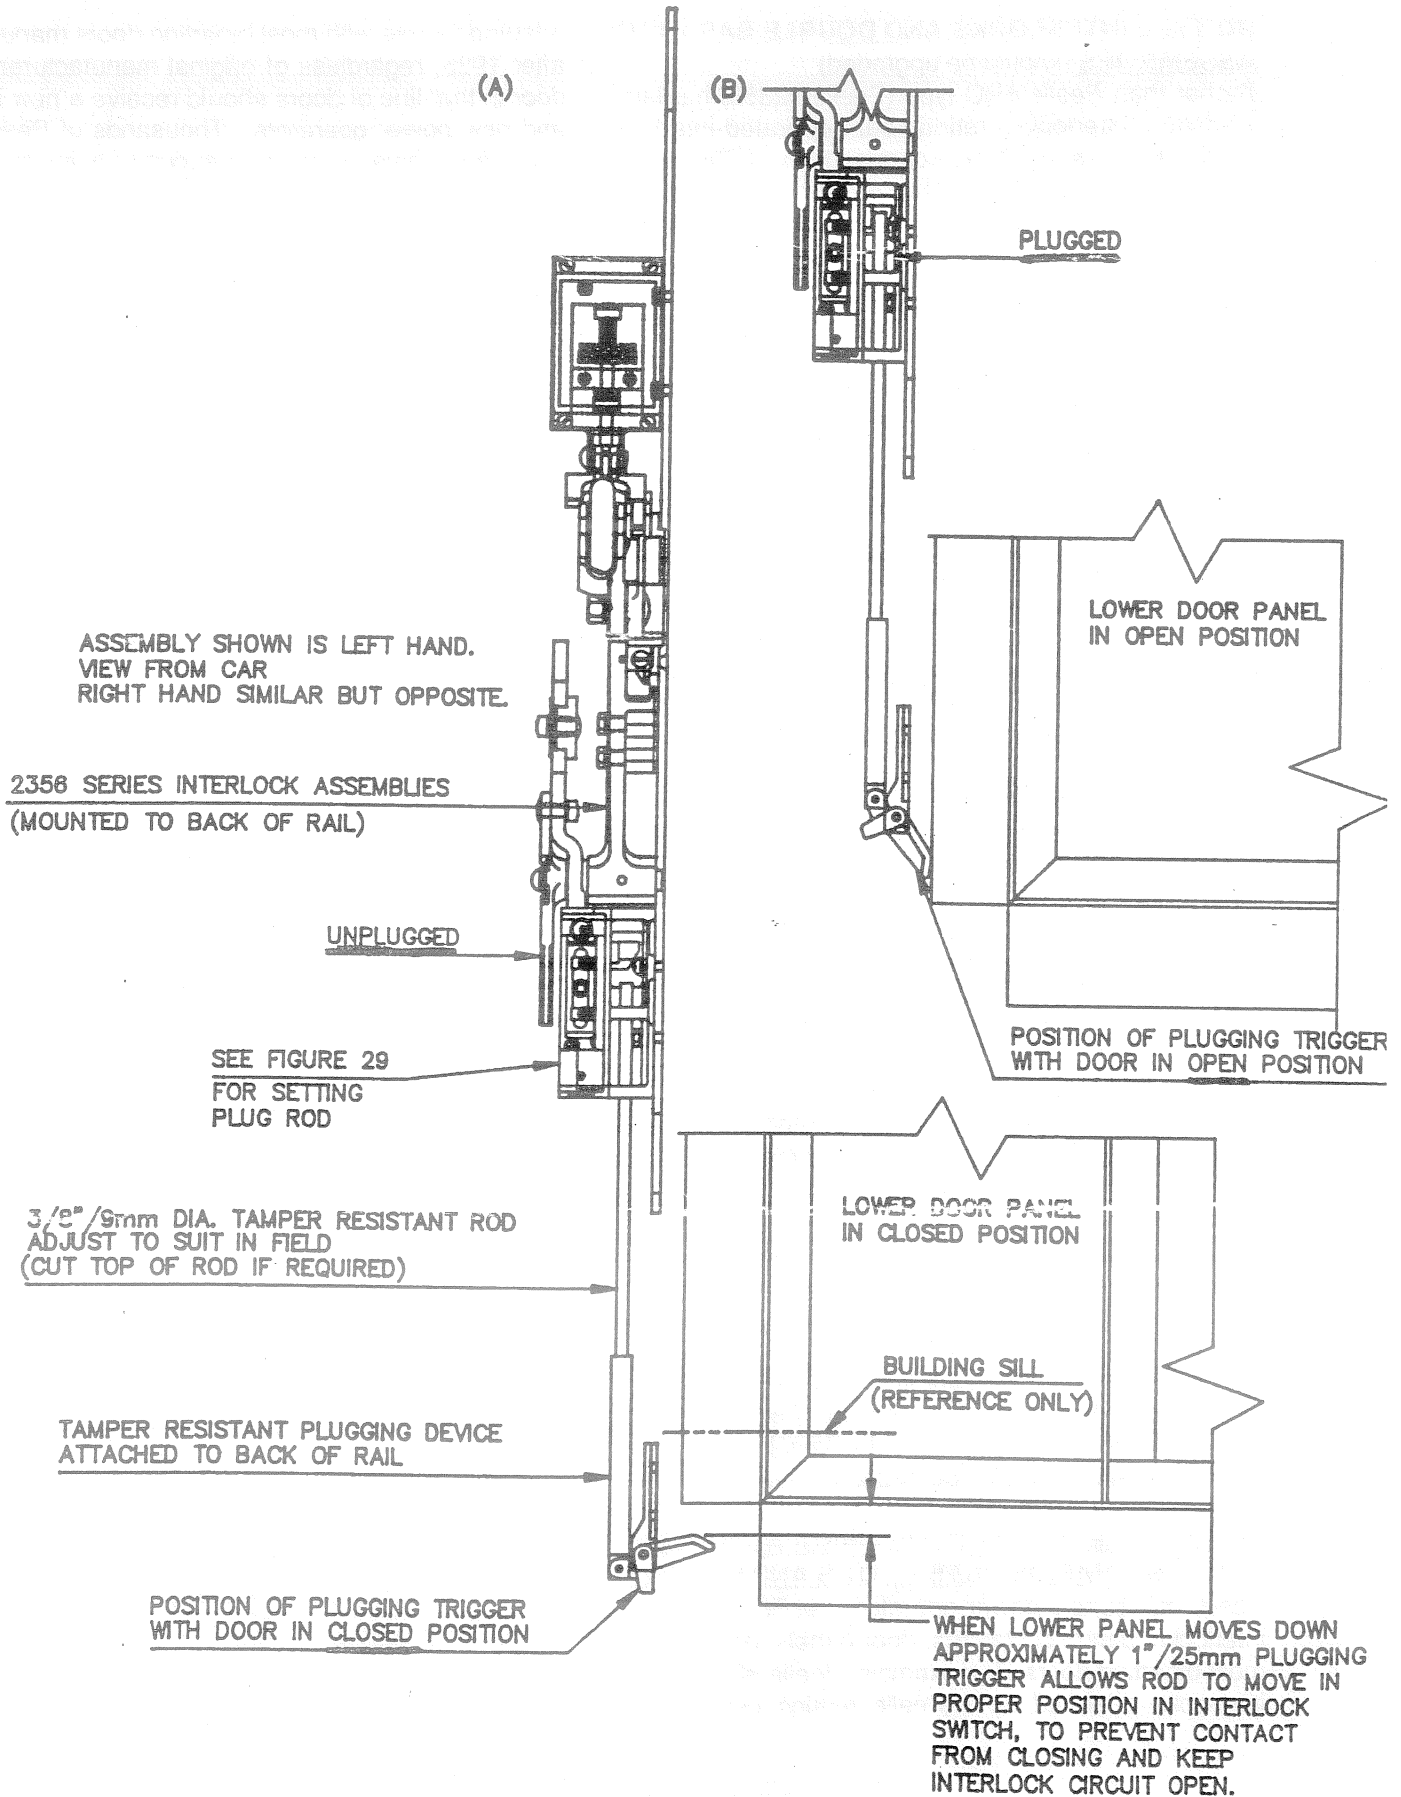 (A)
(B)
PLUGGED
LOWER DOOR PANEL
IN OPEN POSITION
ASSEMBLY SHOWN IS LEFT HAND.
VIEW FROM CAR
RIGHT HAND SIMILAR BUT OPPOSITE.
2358 SERIES INTERLOCK ASSEMBLIES
(MOUNTED TO BACK OF RAIL)
UNPLUGGED
POSITION OF PLUGGING TRIGGER
WITH DOOR IN OPEN POSITION
SEE FIGURE 29
FOR SETTING
PLUG ROD
LOWER DOOR PANEL
IN CLOSED POSITION
3/8"/9mm DIA. TAMPER RESISTANT ROD
ADJUST TO SUIT IN FIELD
(CUT TOP OF ROD IF REQUIRED)
BUILDING SILL
(REFERENCE ONLY)
TAMPER RESISTANT PLUGGING DEVICE
ATTACHED TO BACK OF RAIL
POSITION OF PLUGGING TRIGGER
WITH DOOR IN CLOSED POSITION
WHEN LOWER PANEL MOVES DOWN
APPROXIMATELY 1"/25mm PLUGGING
TRIGGER ALLOWS ROD TO MOVE IN
PROPER POSITION IN INTERLOCK
SWITCH, TO PREVENT CONTACT
FROM CLOSING AND KEEP
INTERLOCK CIRCUIT OPEN.